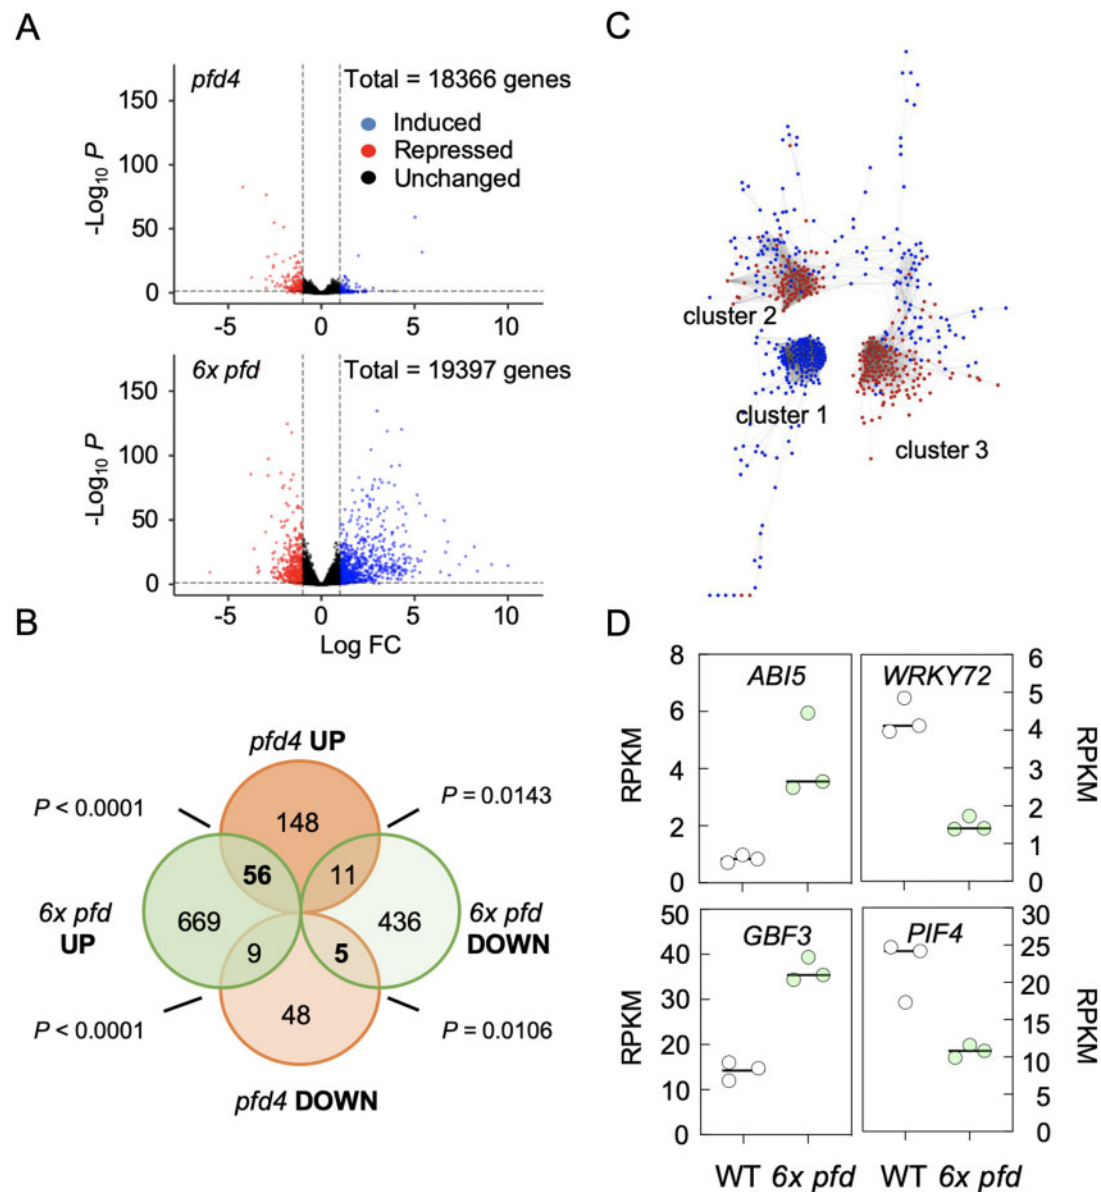 A
pfd4
Total = 18366 genes
Induced
Repressed
Unchanged
-Log10 P
150
100
50
0
-5
0
5
10
6x pfd
Total = 19397 genes
-Log10 P
150
100
50
0
-5
0
5
10
Log FC
B
pfd4 UP
P < 0.0001
P = 0.0143
148
56
11
6x pfd
UP
669
436
6x pfd
DOWN
9
5
48
P < 0.0001
P = 0.0106
pfd4 DOWN
C
cluster 2
cluster 1
cluster 3
D
8
6
4
2
0
RPKM
ABI5
WRKY72
6
5
4
3
2
1
0
RPKM
50
40
30
20
10
0
RPKM
GBF3
PIF4
30
25
20
15
10
5
0
RPKM
WT 6x pfd WT 6x pfd